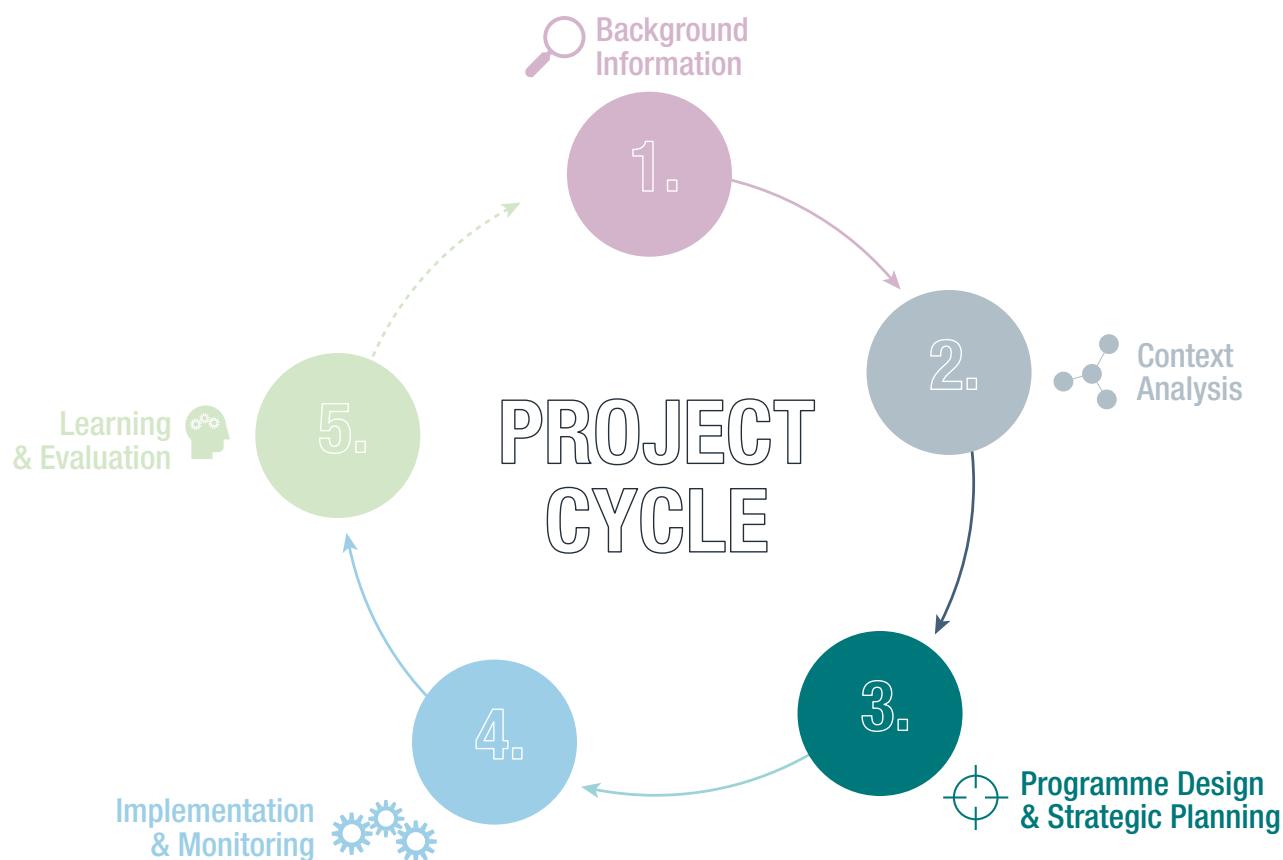 Background
Information
1.
2.
Context
Analysis
PROJECT
CYCLE
3.
Programme Design
& Strategic Planning
4.
Implementation
& Monitoring
5.
Learning
& Evaluation